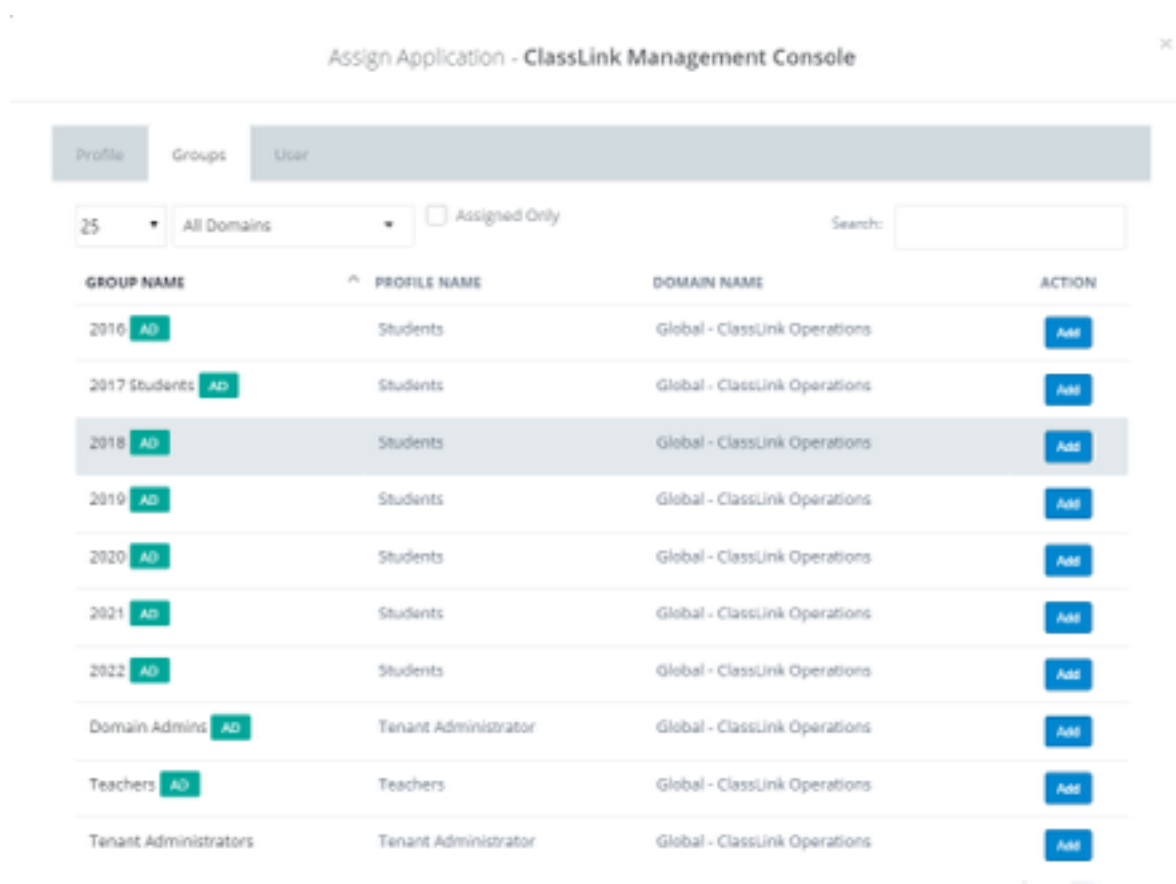 Assign Application - ClassLink Management Console
×
Profile Groups User
25 All Domains Assigned Only Search:
GROUP NAME PROFILE NAME DOMAIN NAME ACTION
2016 AD Students Global - ClassLink Operations Add
2017 Students AD Students Global - ClassLink Operations Add
2018 AD Students Global - ClassLink Operations Add
2019 AD Students Global - ClassLink Operations Add
2020 AD Students Global - ClassLink Operations Add
2021 AD Students Global - ClassLink Operations Add
2022 AD Students Global - ClassLink Operations Add
Domain Admins AD Tenant Administrator Global - ClassLink Operations Add
Teachers AD Teachers Global - ClassLink Operations Add
Tenant Administrators Tenant Administrator Global - ClassLink Operations Add